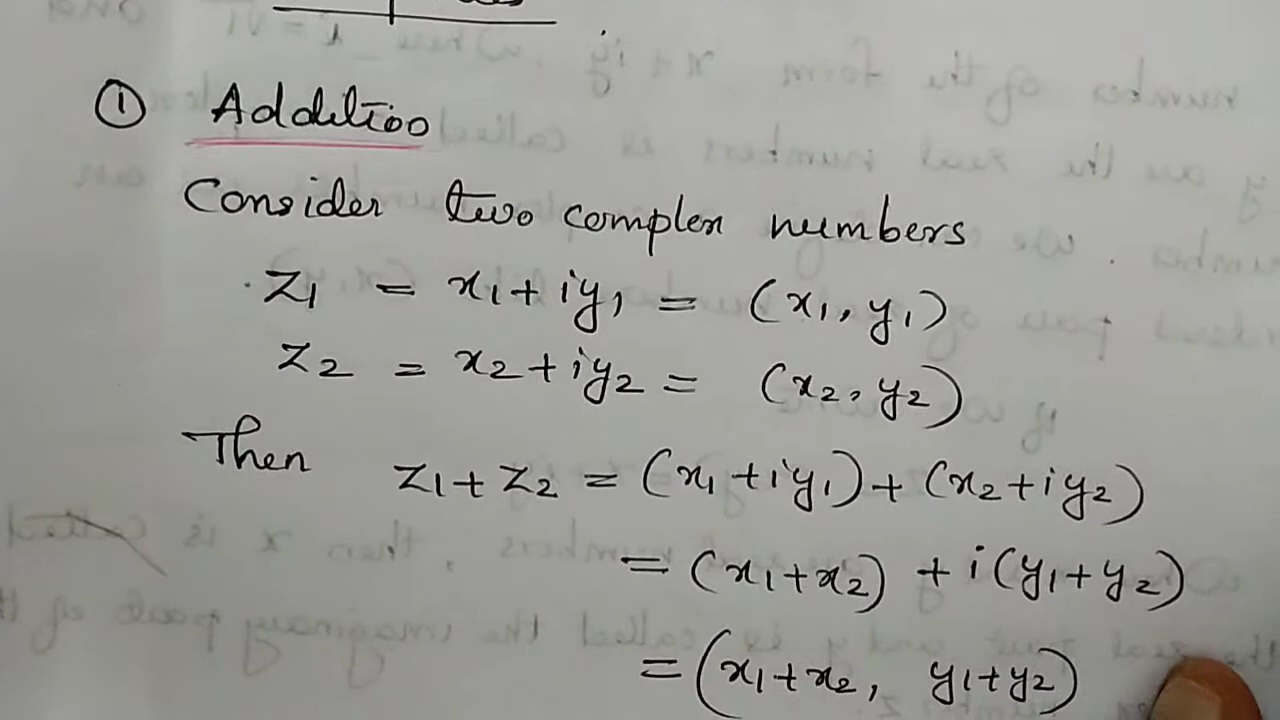 ① Addition
Consider two complex numbers
z₁ = x₁ + iy₁ = (x₁, y₁)
z₂ = x₂ + iy₂ = (x₂, y₂)
Then z₁ + z₂ = (x₁ + iy₁) + (x₂ + iy₂)
= (x₁ + x₂) + i(y₁ + y₂)
= (x₁ + x₂, y₁ + y₂)